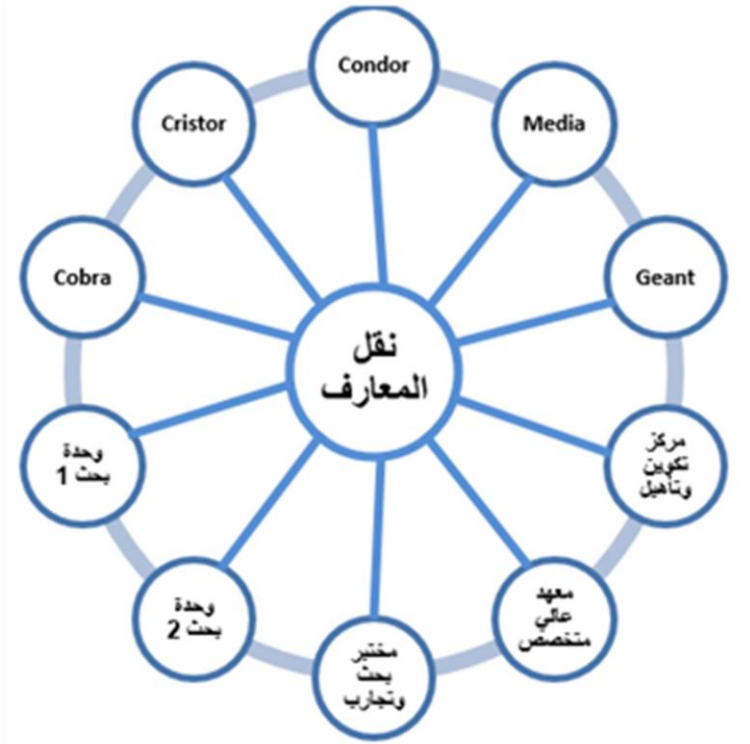 Condor
Media
Geant
مركز
تكوين
وتأهيل
معهد
عالي
متخصص
مختبر
بحث
وتجارب
وحدة
بحث 2
وحدة
بحث 1
Cobra
Cristor
نقل
المعارف